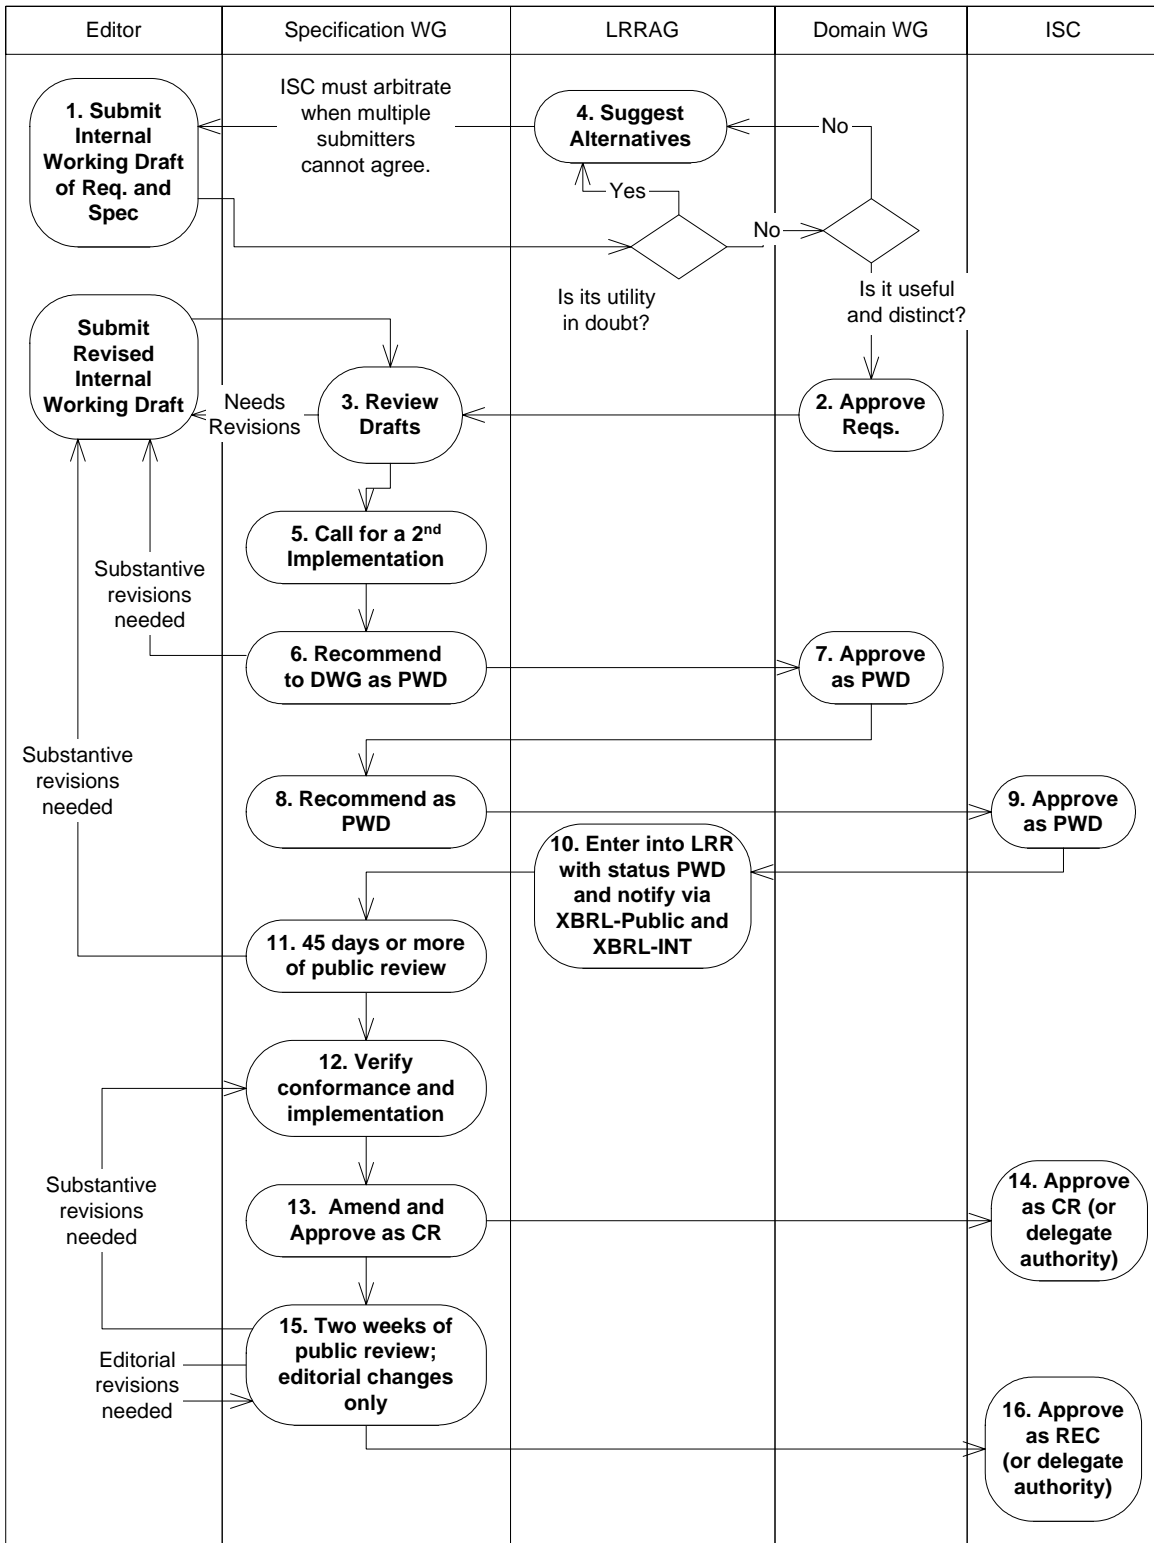 Editor
Specification WG
LRRAG
Domain WG
ISC
1. Submit
Internal
Working Draft
of Req. and
Spec
ISC must arbitrate
when multiple
submitters
cannot agree.
4. Suggest
Alternatives
No
Yes
No
Is its utility
in doubt?
Is it useful
and distinct?
Submit
Revised
Internal
Working Draft
Needs
Revisions
3. Review
Drafts
2. Approve
Reqs.
5. Call for a 2nd
Implementation
Substantive
revisions
needed
6. Recommend
to DWG as PWD
7. Approve
as PWD
Substantive
revisions
needed
8. Recommend as
PWD
9. Approve
as PWD
10. Enter into LRR
with status PWD
and notify via
XBRL-Public and
XBRL-INT
11. 45 days or more
of public review
12. Verify
conformance and
implementation
Substantive
revisions
needed
13. Amend and
Approve as CR
14. Approve
as CR (or
delegate
authority)
15. Two weeks of
public review;
editorial changes
only
Editorial
revisions
needed
16. Approve
as REC
(or delegate
authority)